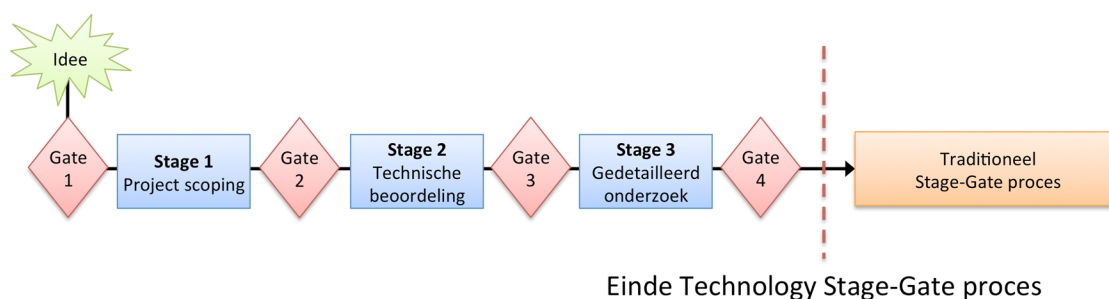 Idee
Gate
1
Stage 1
Project scoping
Gate
2
Stage 2
Technische
beoordeling
Gate
3
Stage 3
Gedetailleerd
onderzoek
Gate
4
Traditioneel
Stage-Gate proces
Einde Technology Stage-Gate proces